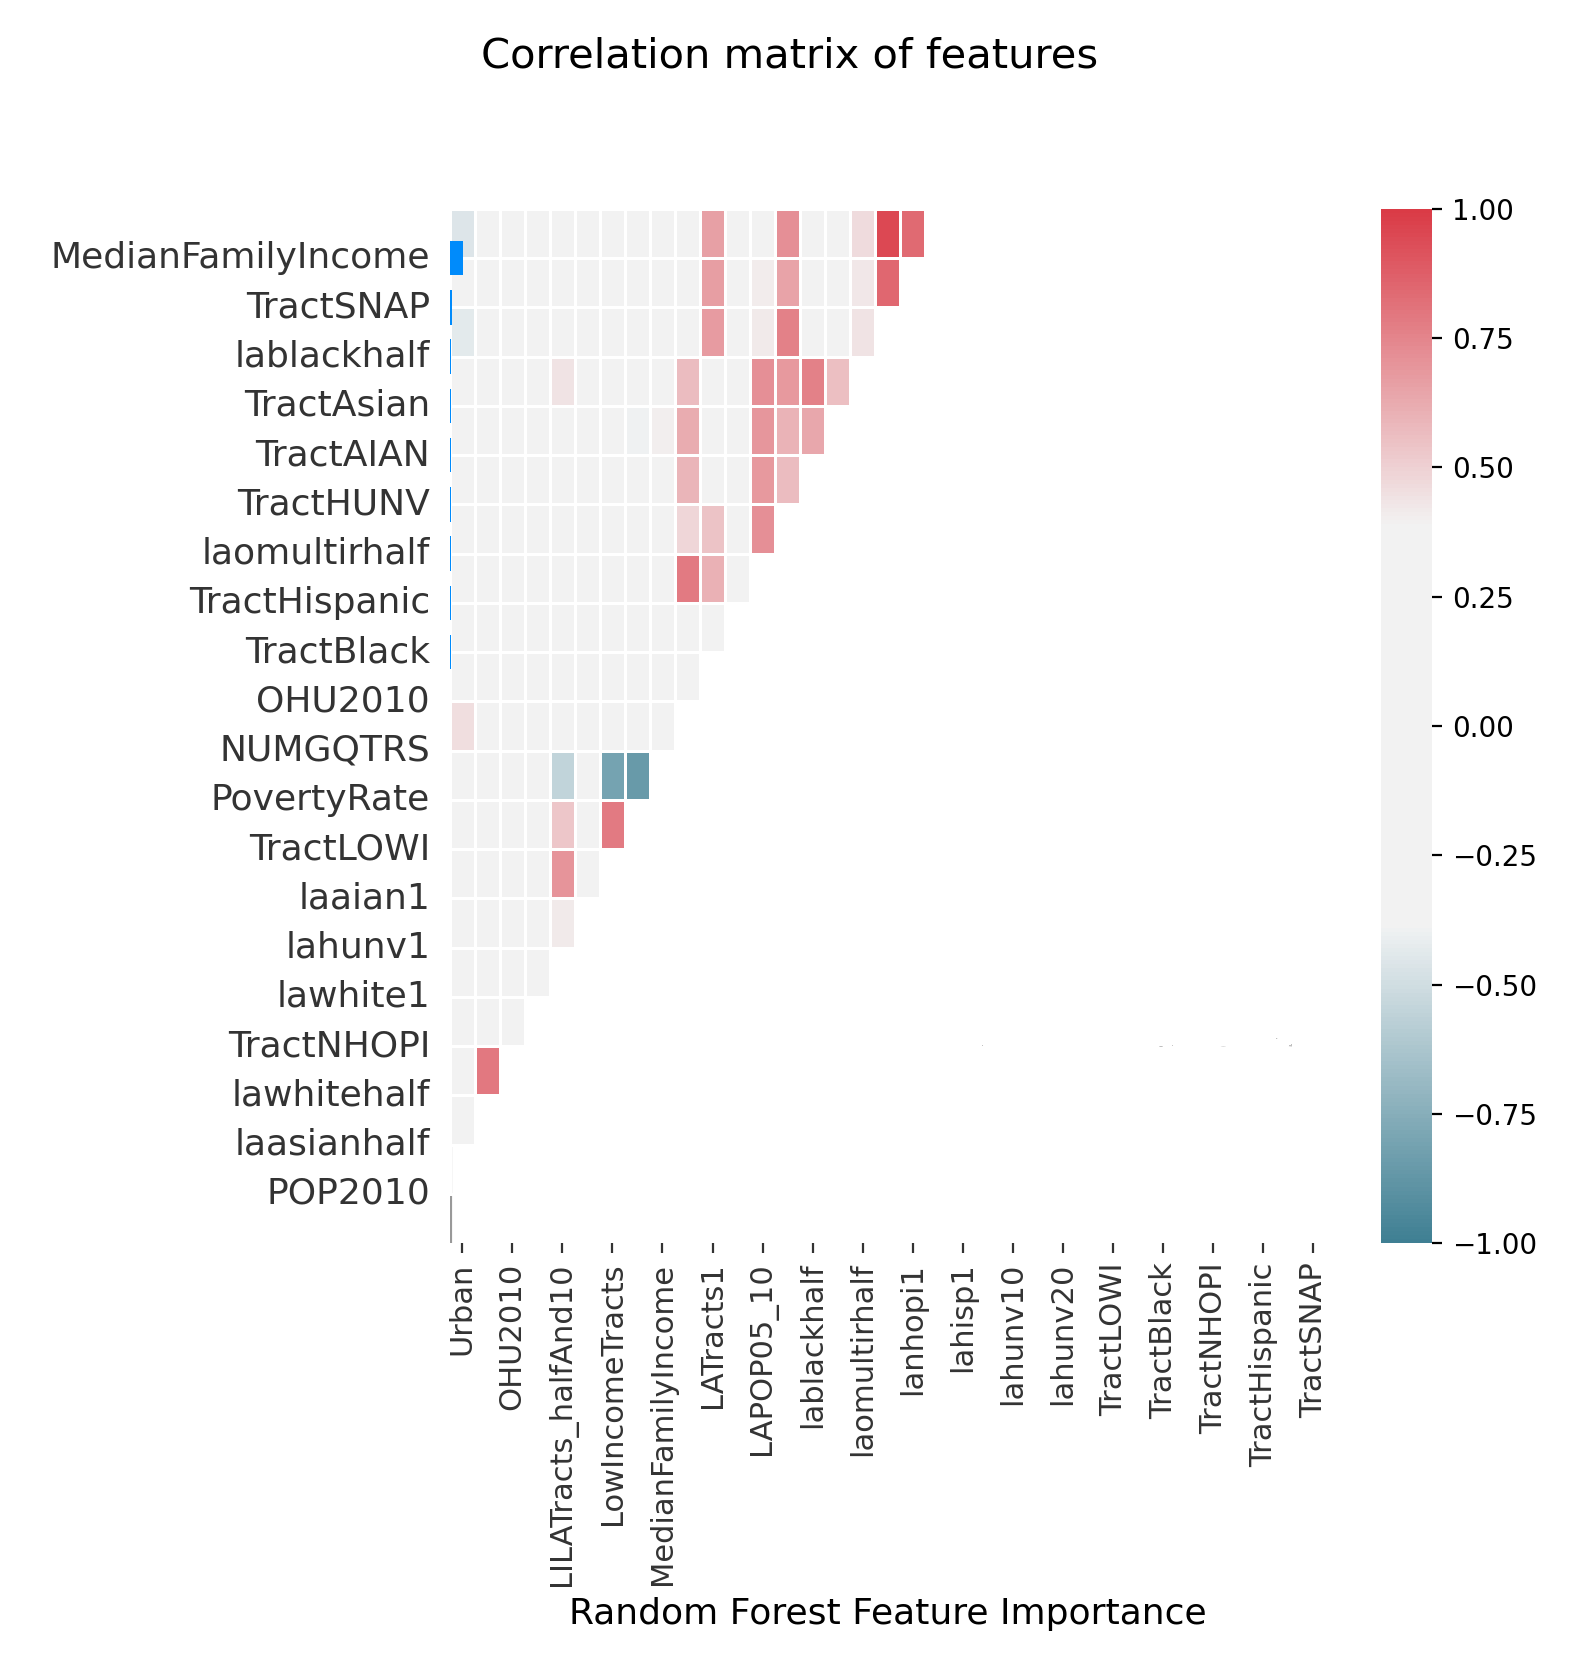 Correlation matrix of features
MedianFamilyIncome
TractSNAP
lablackhalf
TractAsian
TractAIAN
TractHUNV
laomultirhalf
TractHispanic
TractBlack
OHU2010
NUMGQTRS
PovertyRate
TractLOWI
laaian1
lahunv1
lawhite1
TractNHOPI
lawhitehalf
laasianhalf
POP2010
1.00
0.75
0.50
0.25
0.00
−0.25
−0.50
−0.75
−1.00
Urban
OHU2010
LILATracts_halfAnd10
LowIncomeTracts
MedianFamilyIncome
LATracts1
LAPOP05_10
lablackhalf
laomultirhalf
lanhopi1
lahisp1
lahunv10
lahunv20
TractLOWI
TractBlack
TractNHOPI
TractHispanic
TractSNAP
Random Forest Feature Importance